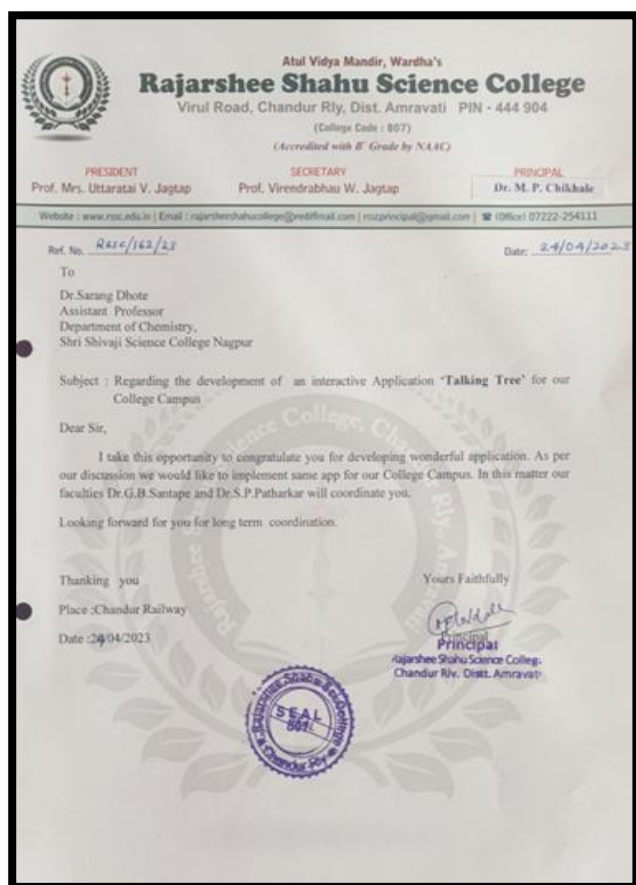 Atul Vidya Mandir, Wardha's
Rajarshee Shahu Science College
Virul Road, Chandur Rly, Dist. Amravati PIN - 444 904
(College Code : 807)
(Accredited with B+ Grade by NAAC)
PRESIDENT SECRETARY PRINCIPAL
Prof. Mrs. Uttaratai V. Jagtap Prof. Virendrabhau W. Jagtap Dr. M. P. Chikhale
Website : www.rssc.edu.in | Email : rajarsheeshahucollege@rediffmail.com | rsscprincipal@gmail.com | ☎ (Office) 07222-254111
Ref. No. RSSC/162/23 Date: 24/04/2023
To
Dr.Sarang Dhote
Assistant Professor
Department of Chemistry,
Shri Shivaji Science College Nagpur
Subject : Regarding the development of an interactive Application ‘Talking Tree’ for our
College Campus
Dear Sir,
I take this opportunity to congratulate you for developing wonderful application. As per
our discussion we would like to implement same app for our College Campus. In this matter our
faculties Dr.G.B.Santape and Dr.S.P.Patharkar will coordinate you.
Looking forward for you for long term coordination.
Thanking you Yours Faithfully
Place :Chandur Railway
Date :24/04/2023 Principal
Principal
Rajarshee Shahu Science College
Chandur Rly. Distt. Amravati
Rajarshee Shahu Sci. College
SEAL
807
Chandur Rly